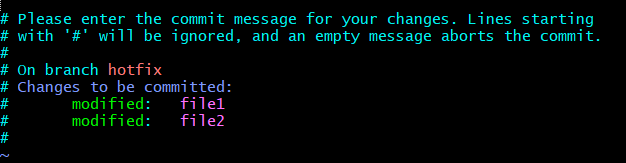 # Please enter the commit message for your changes. Lines starting
# with '#' will be ignored, and an empty message aborts the commit.
#
# On branch hotfix
# Changes to be committed:
#       modified:   file1
#       modified:   file2
#
~